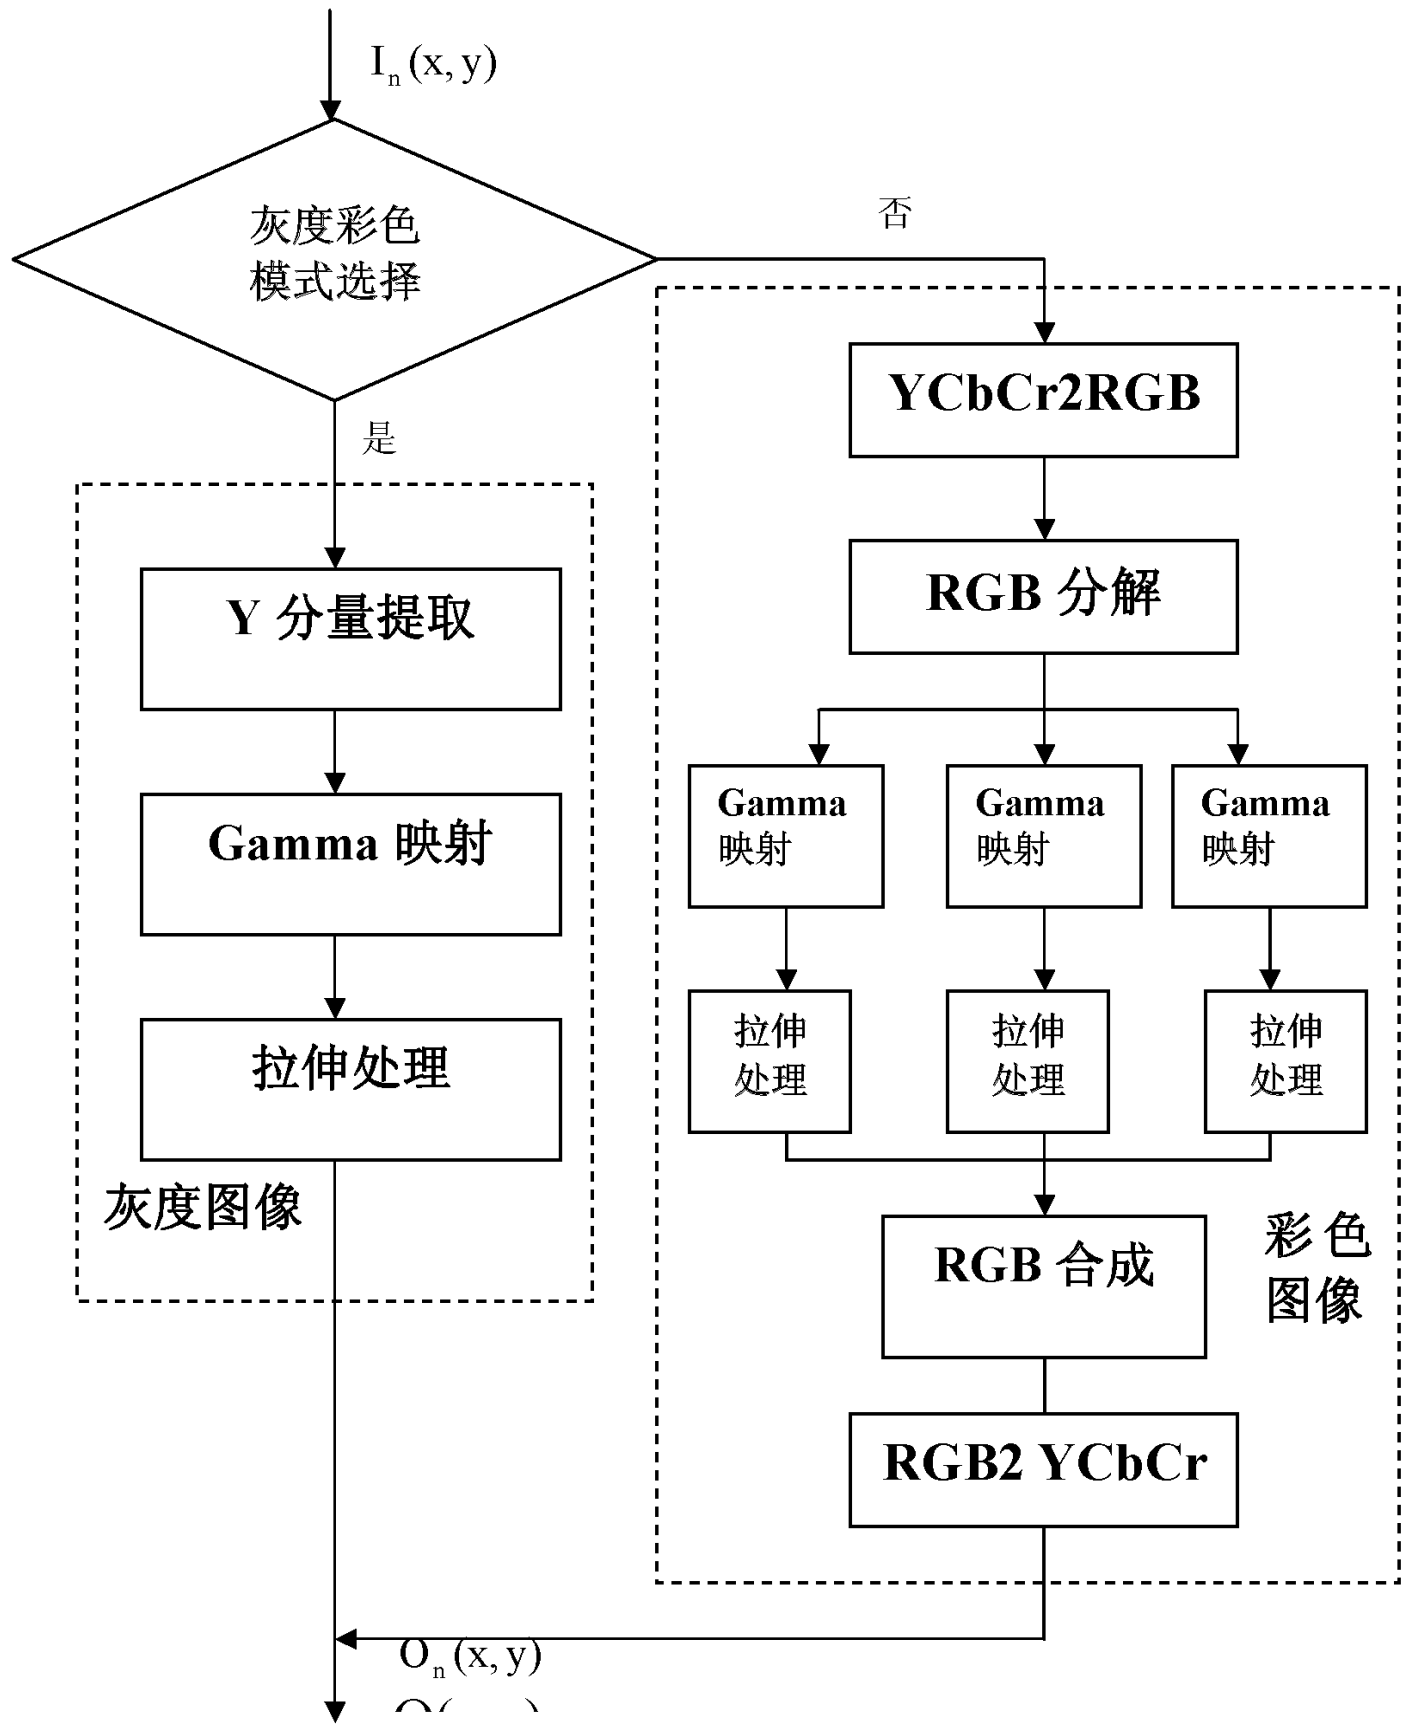 Iₙ(x, y)
灰度彩色
模式选择
否
是
YCbCr2RGB
RGB 分解
Y 分量提取
Gamma
映射
Gamma
映射
Gamma
映射
Gamma 映射
拉伸
处理
拉伸
处理
拉伸
处理
拉伸处理
灰度图像
彩色
图像
RGB 合成
RGB2 YCbCr
Oₙ(x, y)